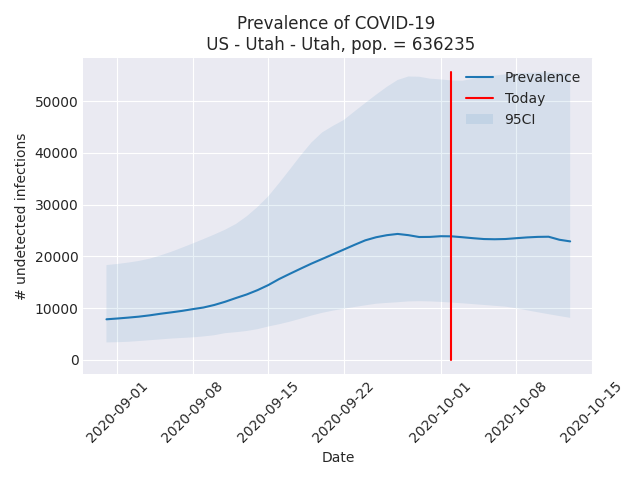 Prevalence of COVID-19
US - Utah - Utah, pop. = 636235
# undetected infections
50000
40000
30000
20000
10000
0
Prevalence
Today
95CI
2020-09-01
2020-09-08
2020-09-15
2020-09-22
2020-10-01
2020-10-08
2020-10-15
Date